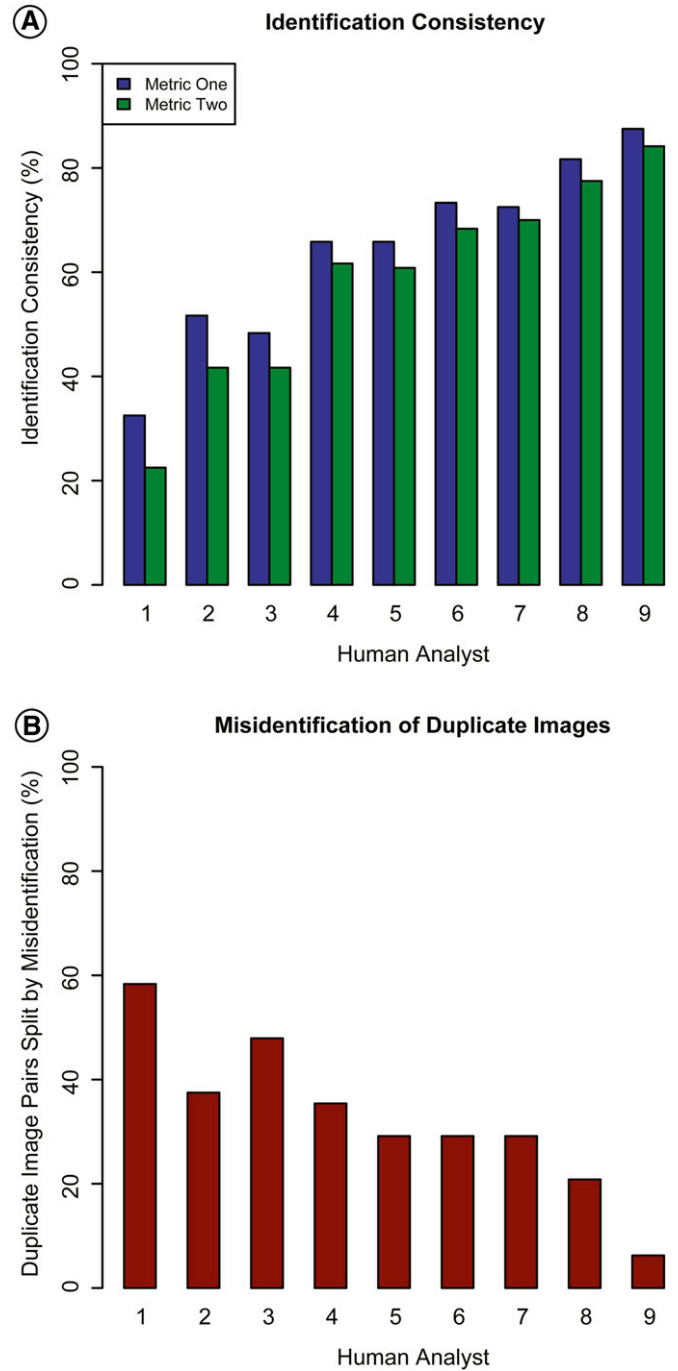 A
Identification Consistency
Metric One
Metric Two
Identification Consistency (%)
0
20
40
60
80
100
1 2 3 4 5 6 7 8 9
Human Analyst
B
Misidentification of Duplicate Images
Duplicate Image Pairs Split by Misidentification (%)
0
20
40
60
80
100
1 2 3 4 5 6 7 8 9
Human Analyst